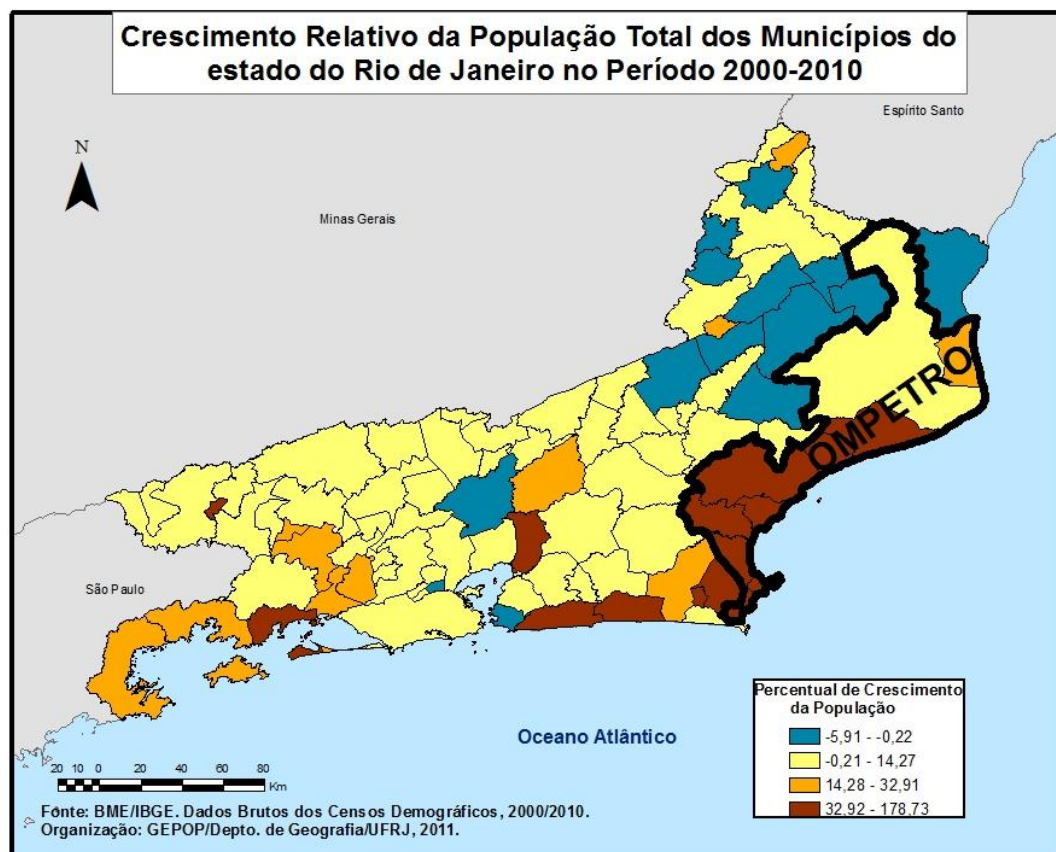 Crescimento Relativo da População Total dos Municípios do
estado do Rio de Janeiro no Período 2000-2010
Espírito Santo
N
Minas Gerais
OMPETRO
São Paulo
Percentual de Crescimento
da População
-5,91 - -0,22
-0,21 - 14,27
14,28 - 32,91
32,92 - 178,73
Oceano Atlântico
20 10 0 20 40 60 80
Km
Fonte: BME/IBGE. Dados Brutos dos Censos Demográficos, 2000/2010.
Organização: GEPOP/Depto. de Geografia/UFRJ, 2011.